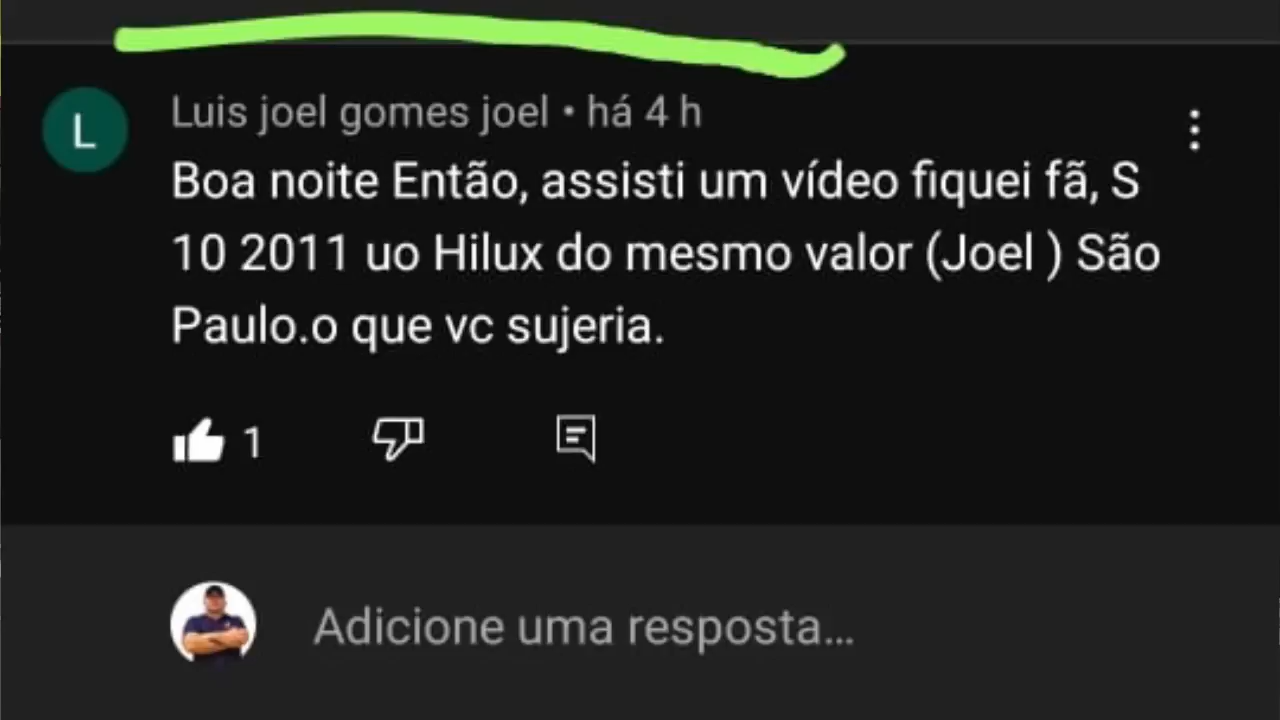 L
Luis joel gomes joel • há 4 h
Boa noite Então, assisti um vídeo fiquei fã, S
10 2011 uo Hilux do mesmo valor (Joel ) São
Paulo.o que vc sujeria.
1
Adicione uma resposta...